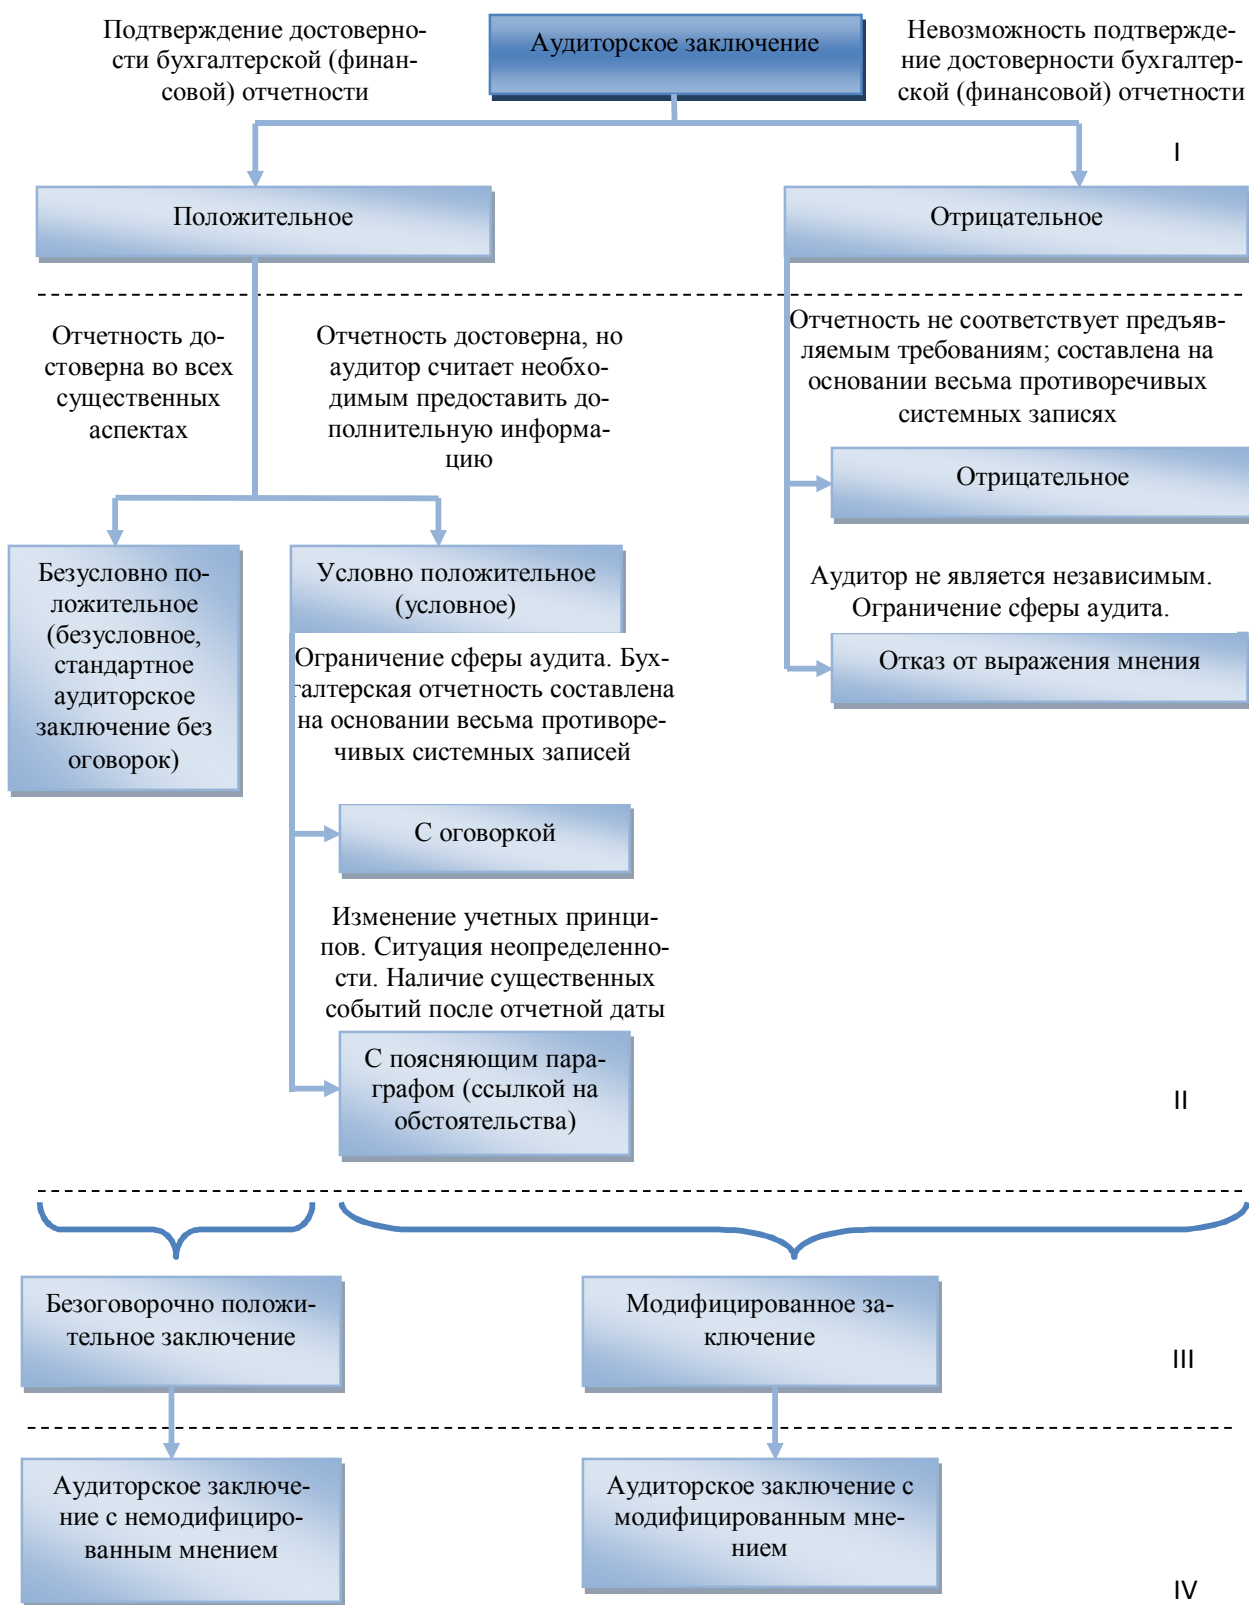 Подтверждение достоверно-
сти бухгалтерской (финан-
совой) отчетности
Аудиторское заключение
Невозможность подтвержде-
ние достоверности бухгалтер-
ской (финансовой) отчетности
I
Положительное
Отрицательное
Отчетность до-
стоверна во всех
существенных
аспектах
Отчетность достоверна, но
аудитор считает необхо-
димым предоставить до-
полнительную информа-
цию
Отчетность не соответствует предъяв-
ляемым требованиям; составлена на
основании весьма противоречивых
системных записях
Отрицательное
Безусловно по-
ложительное
(безусловное,
стандартное
аудиторское
заключение без
оговорок)
Условно положительное
(условное)
Аудитор не является независимым.
Ограничение сферы аудита.
Отказ от выражения мнения
Ограничение сферы аудита. Бух-
галтерская отчетность составлена
на основании весьма противоре-
чивых системных записей
С оговоркой
Изменение учетных принци-
пов. Ситуация неопределенно-
сти. Наличие существенных
событий после отчетной даты
С поясняющим пара-
графом (ссылкой на
обстоятельства)
II
Безоговорочно положи-
тельное заключение
Модифицированное за-
ключение
III
Аудиторское заключе-
ние с немодифициро-
ванным мнением
Аудиторское заключение с
модифицированным мне-
нием
IV